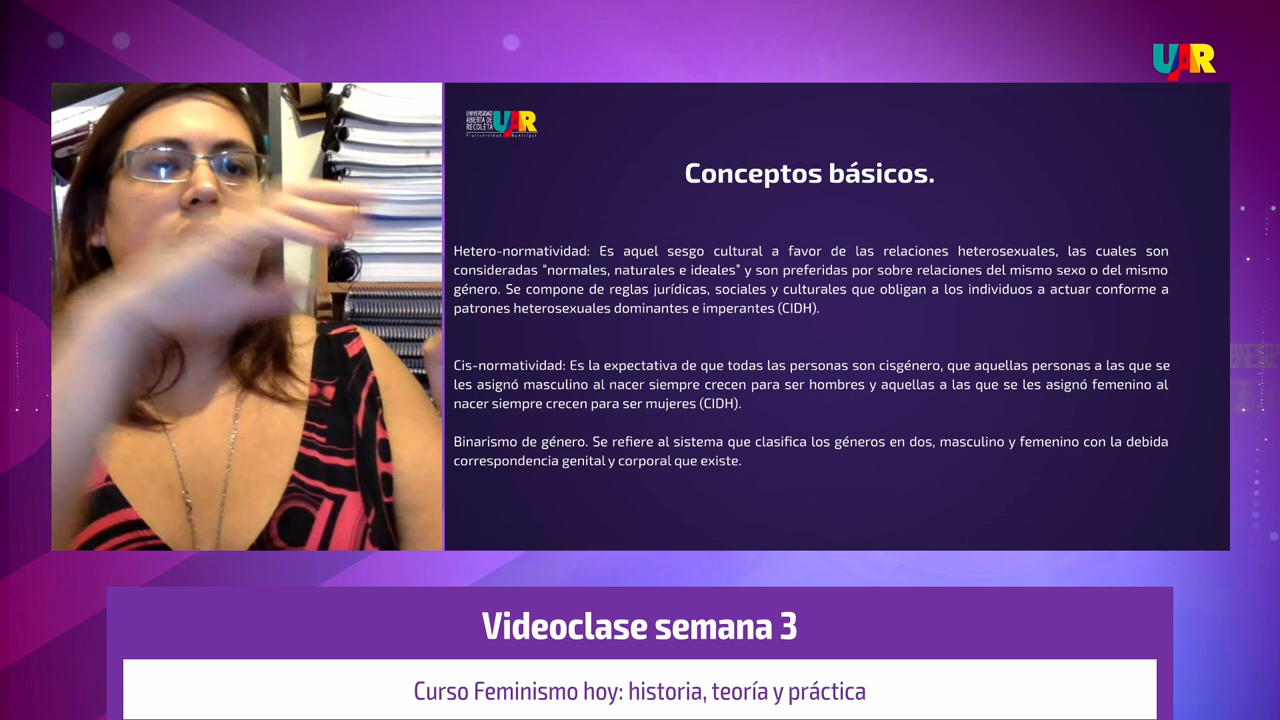 UAR
UNIVERSIDAD
ABIERTA DE
RECOLETA
UAR
Conceptos básicos.
Hetero-normatividad: Es aquel sesgo cultural a favor de las relaciones heterosexuales, las cuales son
consideradas “normales, naturales e ideales” y son preferidas por sobre relaciones del mismo sexo o del mismo
género. Se compone de reglas jurídicas, sociales y culturales que obligan a los individuos a actuar conforme a
patrones heterosexuales dominantes e imperantes (CIDH).
Cis-normatividad: Es la expectativa de que todas las personas son cisgénero, que aquellas personas a las que se
les asignó masculino al nacer siempre crecen para ser hombres y aquellas a las que se les asignó femenino al
nacer siempre crecen para ser mujeres (CIDH).
Binarismo de género. Se refiere al sistema que clasifica los géneros en dos, masculino y femenino con la debida
correspondencia genital y corporal que existe.
Videoclase semana 3
Curso Feminismo hoy: historia, teoría y práctica